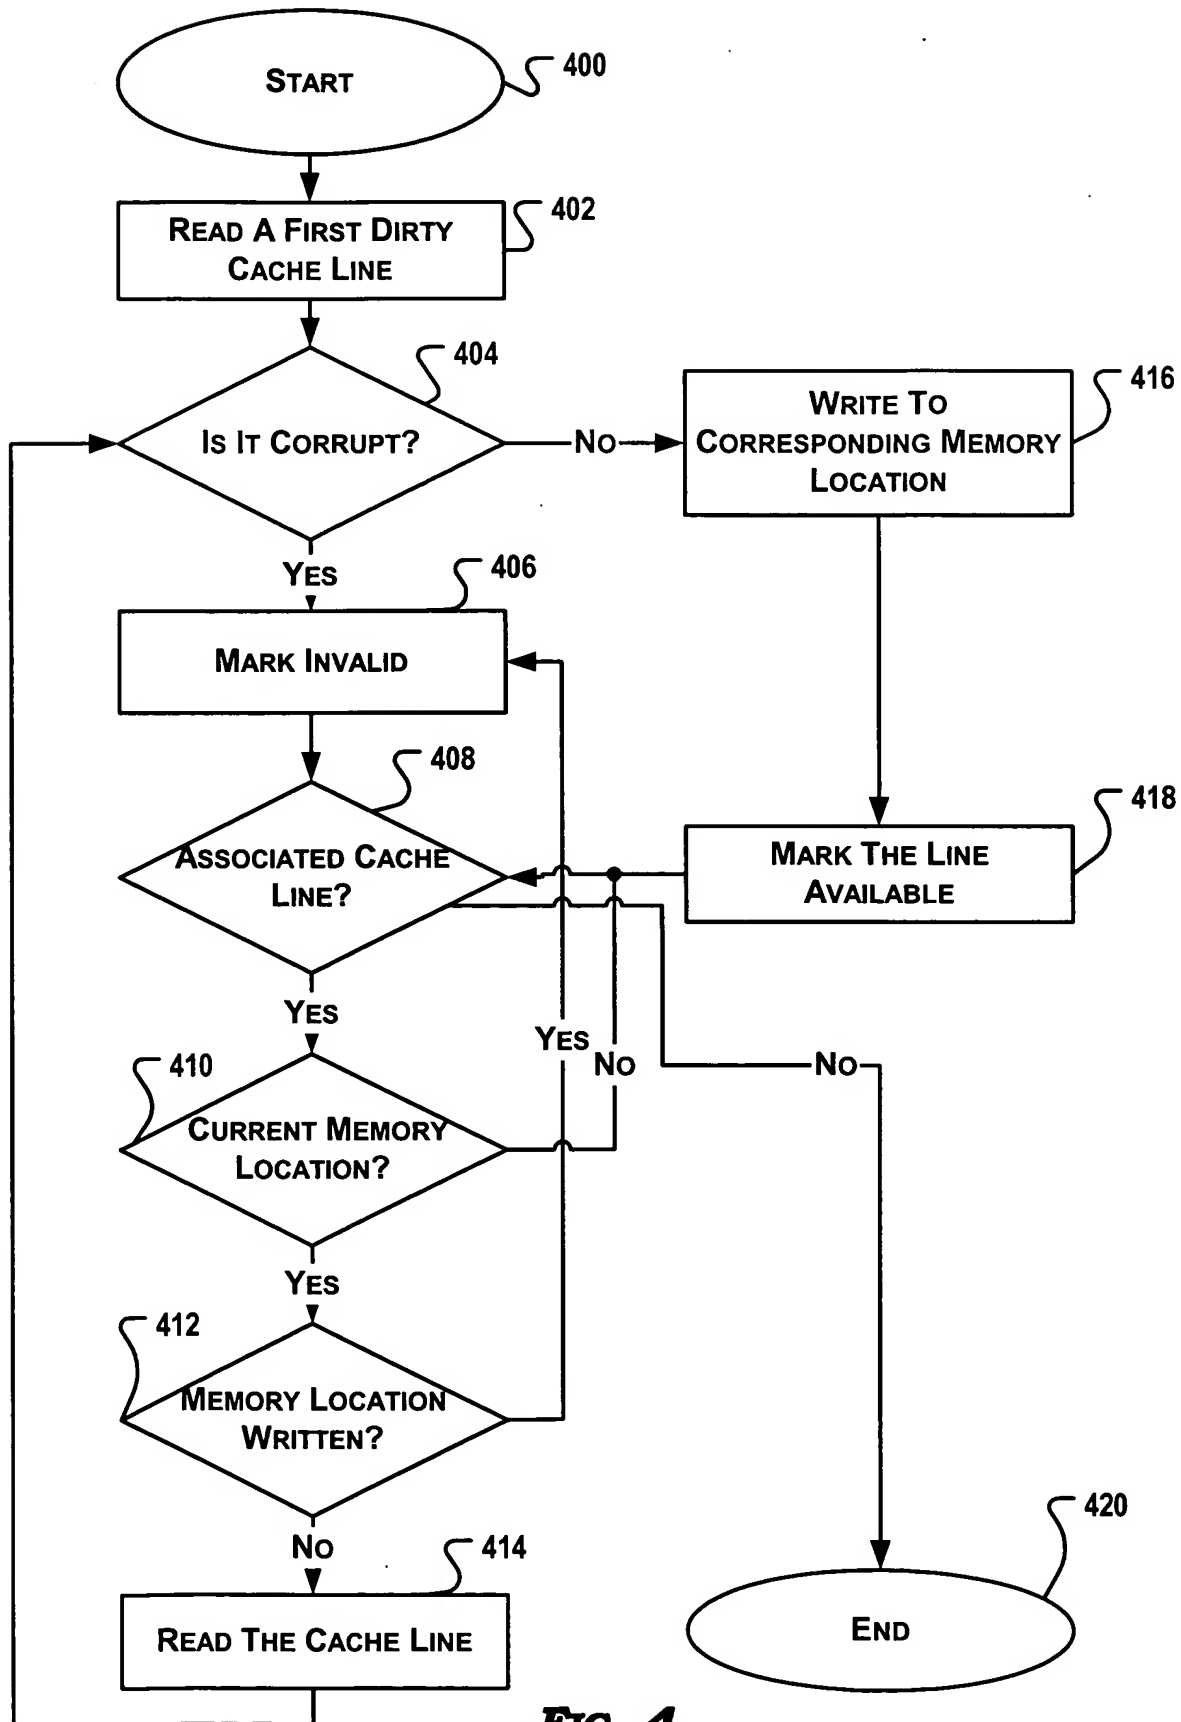 START
400
READ A FIRST DIRTY
CACHE LINE
402
IS IT CORRUPT?
404
NO
WRITE TO
CORRESPONDING MEMORY
LOCATION
416
YES
406
MARK INVALID
408
ASSOCIATED CACHE
LINE?
MARK THE LINE
AVAILABLE
418
YES
YES
NO
NO
410
CURRENT MEMORY
LOCATION?
YES
412
MEMORY LOCATION
WRITTEN?
NO
414
READ THE CACHE LINE
420
END
FIG. 4